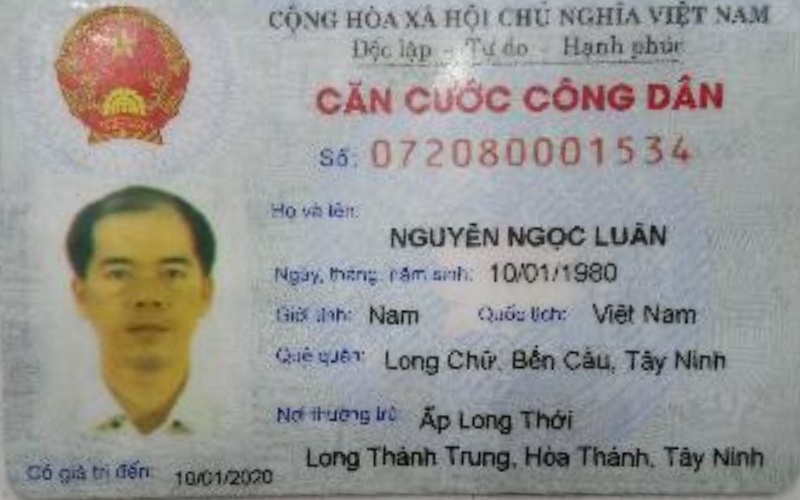 CỘNG HÒA XÃ HỘI CHỦ NGHĨA VIỆT NAM
Độc lập - Tự do - Hạnh phúc
CĂN CƯỚC CÔNG DÂN
Số: 072080001534
Họ và tên:
NGUYỄN NGỌC LUÂN
Ngày, tháng, năm sinh: 10/01/1980
Giới tính: Nam Quốc tịch: Việt Nam
Quê quán: Long Chữ, Bến Cầu, Tây Ninh
Nơi thường trú: Ấp Long Thới
Long Thành Trung, Hòa Thành, Tây Ninh
Có giá trị đến: 10/01/2020